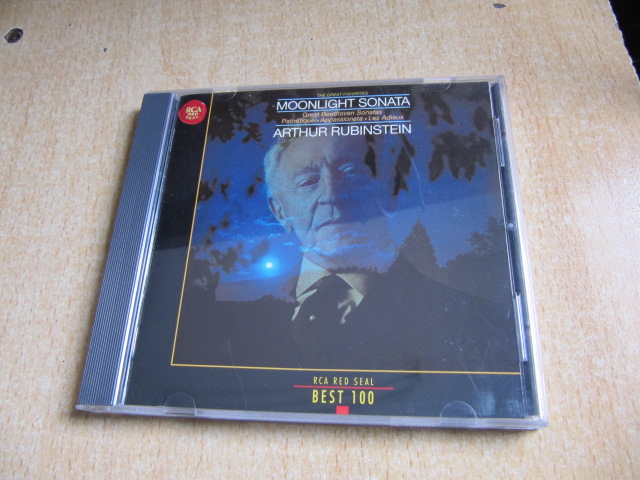 THE GREAT FAVORITES
MOONLIGHT SONATA
Great Beethoven Sonatas
Pathétique • Appassionata • Les Adieux
ARTHUR RUBINSTEIN
RCA
RED
SEAL
RCA RED SEAL
BEST 100